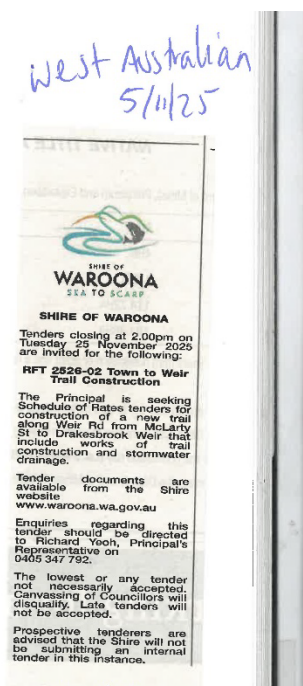 West Australian
5/11/25
SHIRE OF
WAROONA
SEA TO SCARP
SHIRE OF WAROONA
Tenders closing at 2.00pm on
Tuesday 25 November 2025
are invited for the following:
RFT 2526-02 Town to Weir
Trail Construction
The Principal is seeking
Schedule of Rates tenders for
construction of a new trail
along Weir Rd from McLarty
St to Drakesbrook Weir that
include works of trail
construction and stormwater
drainage.
Tender documents are
available from the Shire
website
www.waroona.wa.gov.au
Enquiries regarding this
tender should be directed
to Richard Yeoh, Principal's
Representative on
0405 347 792.
The lowest or any tender
not necessarily accepted.
Canvassing of Councillors will
disqualify. Late tenders will
not be accepted.
Prospective tenderers are
advised that the Shire will not
be submitting an internal
tender in this instance.